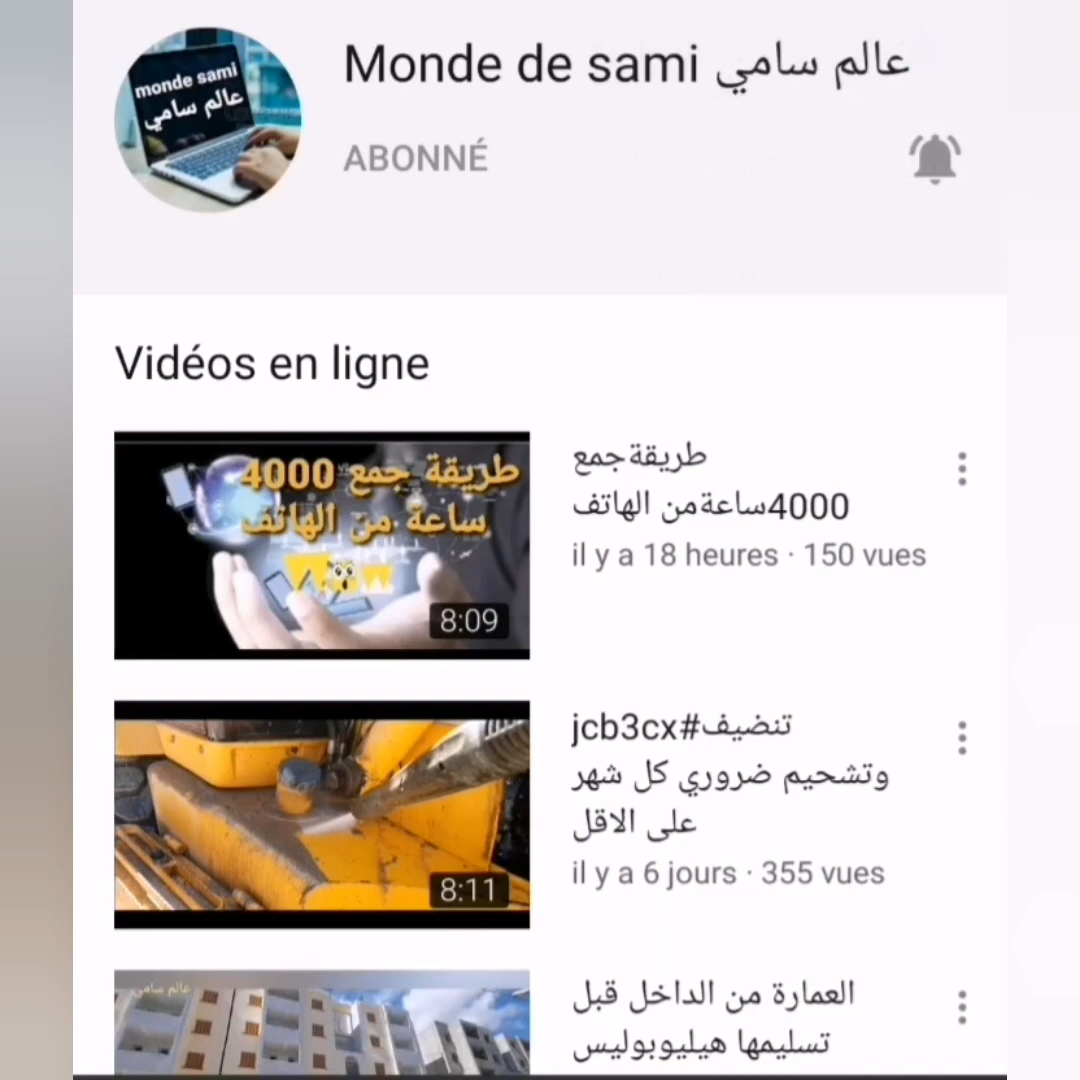 monde sami
عالم سامي
Monde de sami عالم سامي
ABONNÉ
Vidéos en ligne
طريقة جمع 4000
ساعة من الهاتف
8:09
طريقة جمع
4000ساعة من الهاتف
il y a 18 heures · 150 vues
8:11
jcb3cx#تنضيف
وتشحيم ضروري كل شهر
على الاقل
il y a 6 jours · 355 vues
عالم سامي
العمارة من الداخل قبل
تسليمها هيليوبوليس